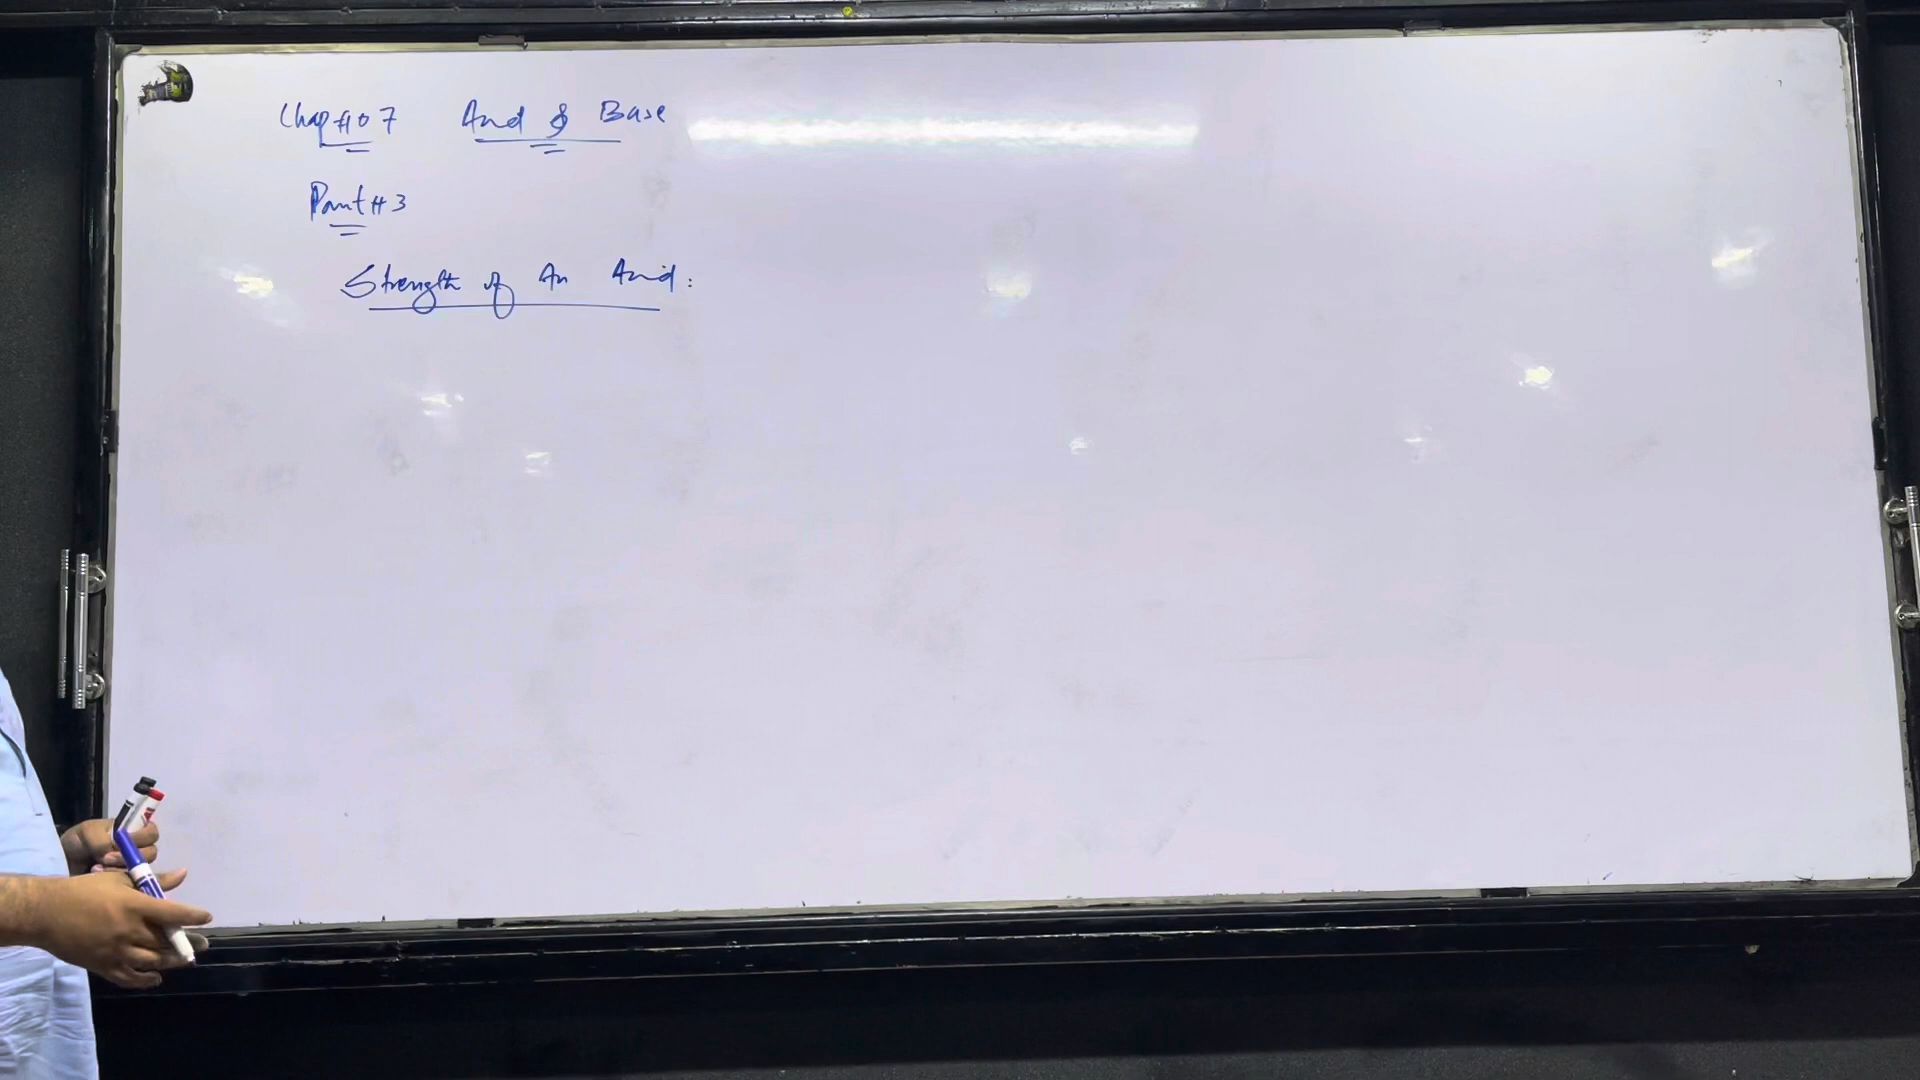 Chap # 07 Acid & Base
Part # 3
Strength of An Acid: